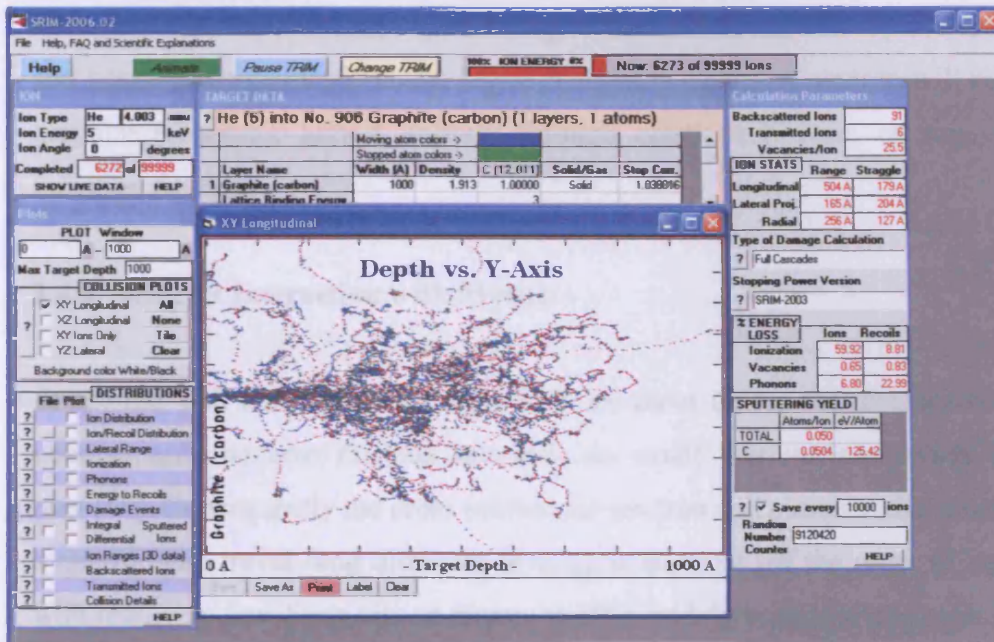 SRIM-2006.02
File Help, FAQ and Scientific Explanations
Help Animate Pause TRIM Change TRIM 100% ION ENERGY 0% Now: 6273 of 99999 Ions
ION
Ion Type He 4.003 amu
Ion Energy 5 keV
Ion Angle 0 degrees
Completed 6272 of 99999
SHOW LIVE DATA HELP
TARGET DATA
? He (5) into No. 906 Graphite (carbon) (1 layers, 1 atoms)
Moving atom colors ->
Stopped atom colors ->
Layer Name Width [A] Density C (12.011) Solid/Gas Stop Corr.
1 Graphite (carbon) 1000 1.913 1.00000 Solid 1.038016
Lattice Binding Energy 3
Plots
PLOT Window
0 A - 1000 A
Max Target Depth 1000
COLLISION PLOTS
XY Longitudinal All
? XZ Longitudinal None
XY Ions Only Tile
YZ Lateral Clear
Background color White/Black
File Plot DISTRIBUTIONS
? Ion Distribution
? Ion/Recoil Distribution
? Lateral Range
? Ionization
? Phonons
? Energy to Recoils
? Damage Events
? Integral Sputtered
Differential Ions
? Ion Ranges (3D data)
? Backscattered Ions
? Transmitted Ions
? Collision Details
HELP
XY Longitudinal
Depth vs. Y-Axis
Graphite (carbon)
0 A - Target Depth - 1000 A
Save As Print Label Clear
Calculation Parameters
Backscattered Ions 91
Transmitted Ions 6
Vacancies/Ion 25.5
ION STATS Range Straggle
Longitudinal 504 A 179 A
Lateral Proj. 165 A 204 A
Radial 256 A 127 A
Type of Damage Calculation
? Full Cascades
Stopping Power Version
? SRIM-2003
% ENERGY LOSS Ions Recoils
Ionization 59.92 8.81
Vacancies 0.65 0.83
Phonons 6.80 22.99
SPUTTERING YIELD
Atoms/Ion eV/Atom
TOTAL 0.050
C 0.0504 125.42
? Save every 10000 ions
Random Number Counter 9120420
HELP